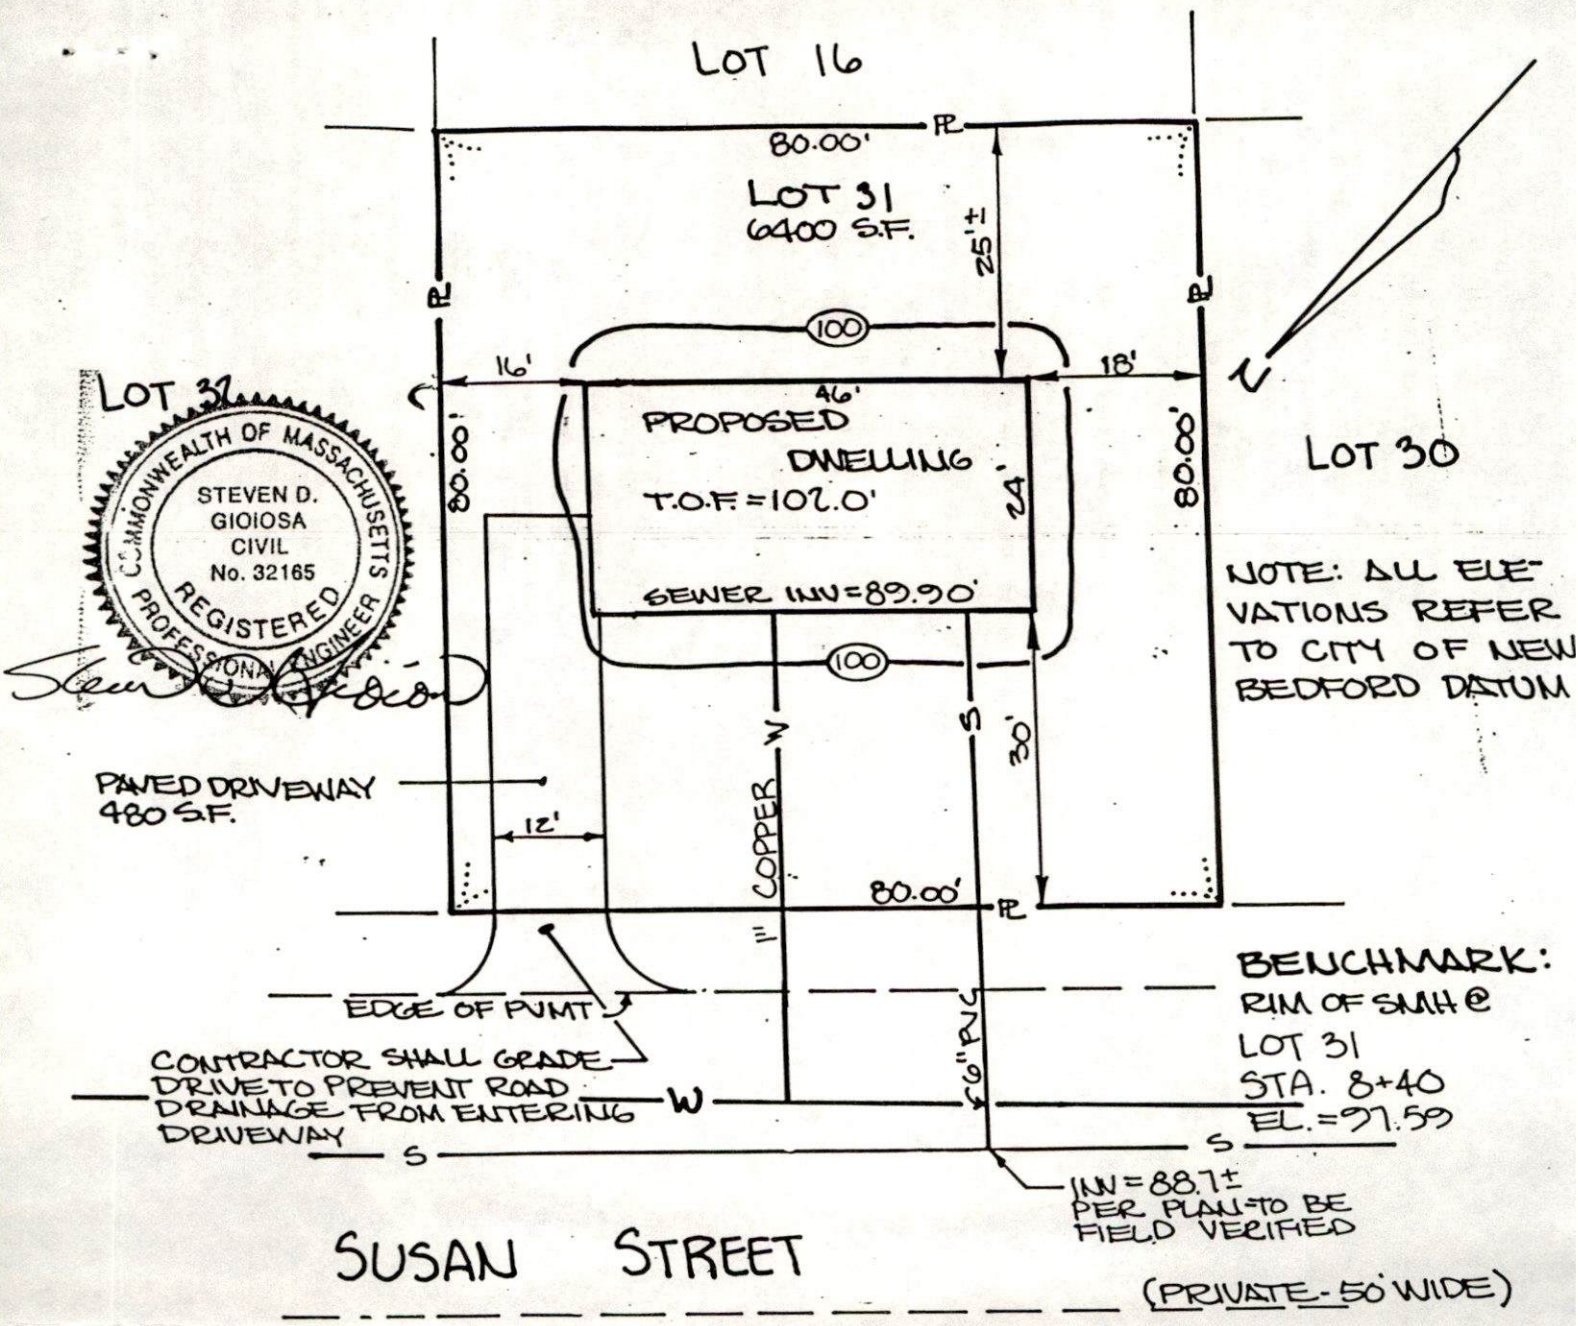 LOT 16
PL
80.00'
LOT 31
6400 S.F.
25'±
PL
PL
100
16'
46'
18'
N
LOT 32
80.00'
PROPOSED
DWELLING
T.O.F. = 102.0'
24'
80.00'
LOT 30
COMMONWEALTH OF MASSACHUSETTS
STEVEN D.
GIOIOSA
CIVIL
No. 32165
REGISTERED
PROFESSIONAL ENGINEER
SEWER INV = 89.90'
NOTE: ALL ELE-
VATIONS REFER
TO CITY OF NEW
BEDFORD DATUM
100
W
S
30'
PAVED DRIVEWAY
480 S.F.
12'
1" COPPER
80.00'
PL
EDGE OF PVMT
6" PVC
BENCHMARK:
RIM OF SMH @
LOT 31
STA. 8+40
EL. = 97.59
CONTRACTOR SHALL GRADE
DRIVE TO PREVENT ROAD
DRAINAGE FROM ENTERING
DRIVEWAY
W
S
S
INV = 88.7±
PER PLAN-TO BE
FIELD VERIFIED
SUSAN STREET
(PRIVATE - 50' WIDE)